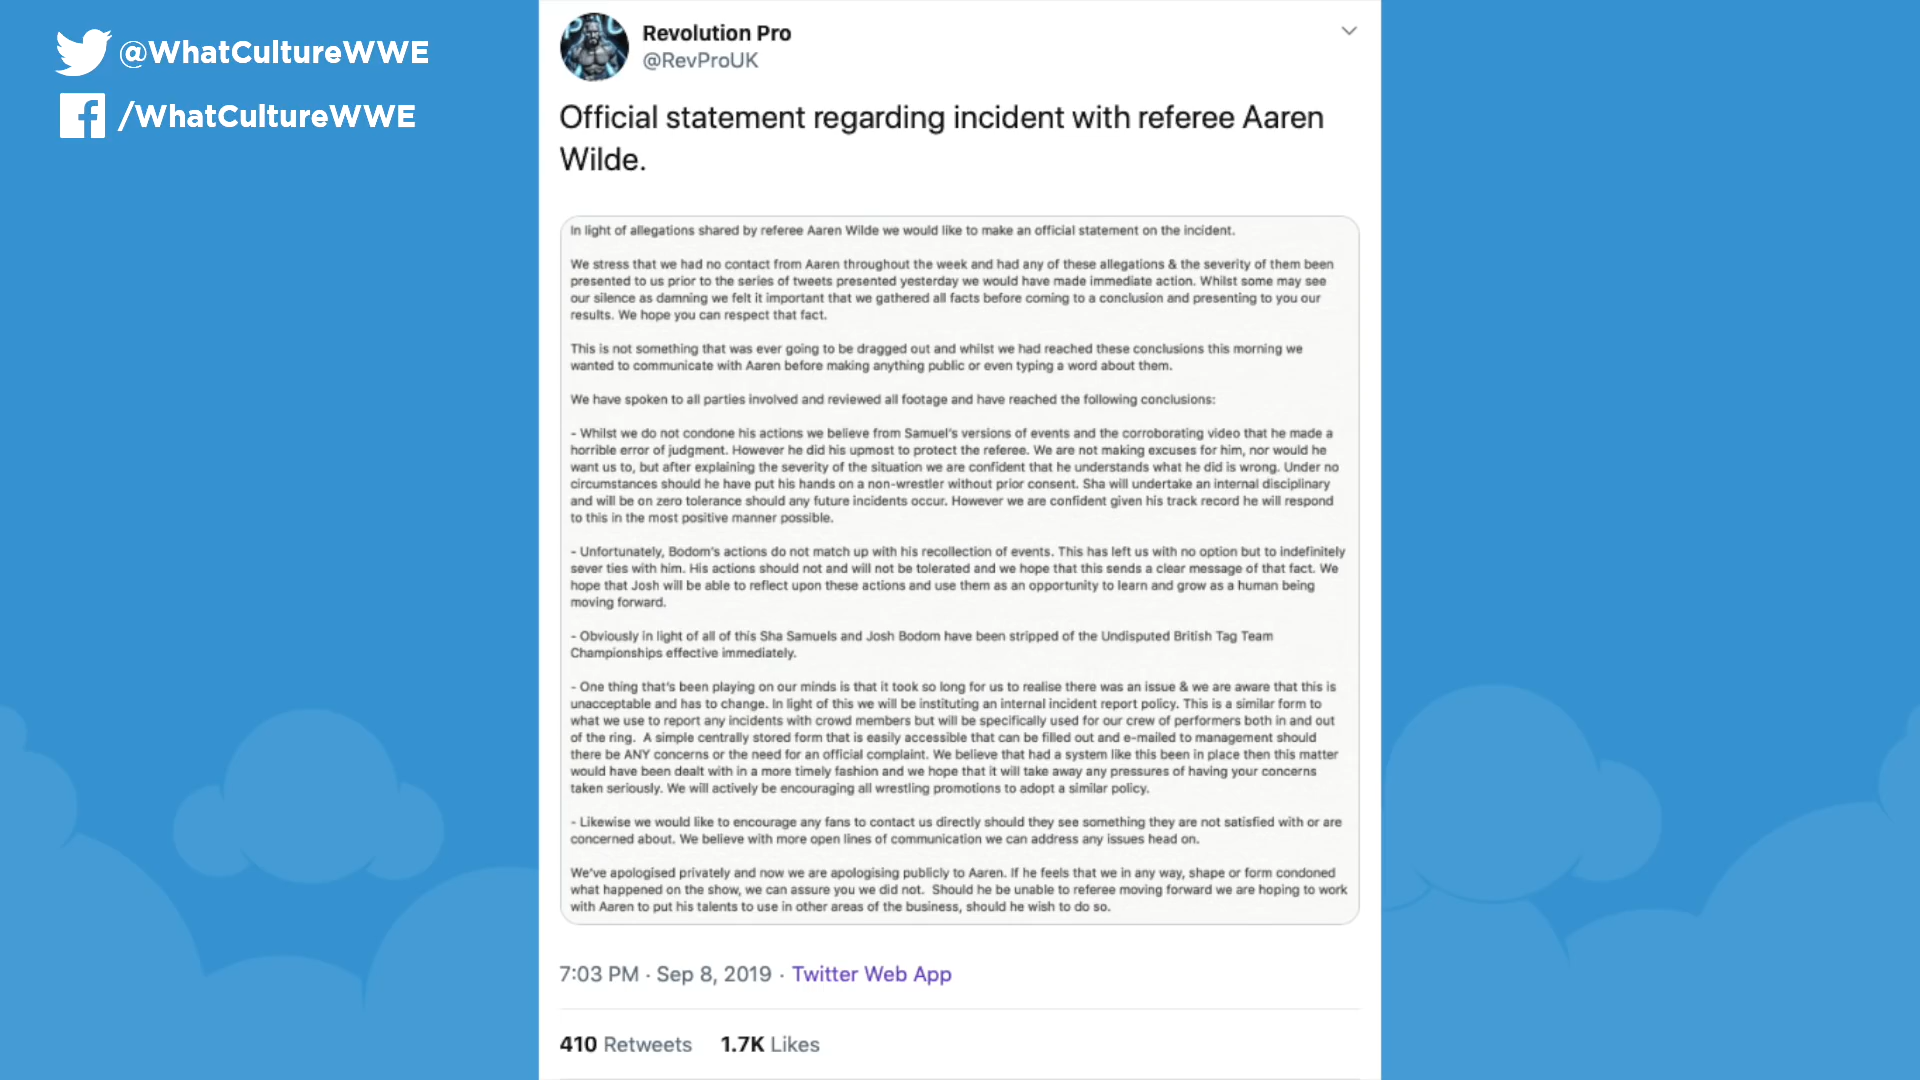 @WhatCultureWWE
/WhatCultureWWE
Revolution Pro
@RevProUK
Official statement regarding incident with referee Aaren
Wilde.
In light of allegations shared by referee Aaren Wilde we would like to make an official statement on the incident.
We stress that we had no contact from Aaren throughout the week and had any of these allegations & the severity of them been
presented to us prior to the series of tweets presented yesterday we would have made immediate action. Whilst some may see
our silence as damning we felt it important that we gathered all facts before coming to a conclusion and presenting to you our
results. We hope you can respect that fact.
This is not something that was ever going to be dragged out and whilst we had reached these conclusions this morning we
wanted to communicate with Aaren before making anything public or even typing a word about them.
We have spoken to all parties involved and reviewed all footage and have reached the following conclusions:
- Whilst we do not condone his actions we believe from Samuel's versions of events and the corroborating video that he made a
horrible error of judgment. However he did his upmost to protect the referee. We are not making excuses for him, nor would he
want us to, but after explaining the severity of the situation we are confident that he understands what he did is wrong. Under no
circumstances should he have put his hands on a non-wrestler without prior consent. Sha will undertake an internal disciplinary
and will be on zero tolerance should any future incidents occur. However we are confident given his track record he will respond
to this in the most positive manner possible.
- Unfortunately, Bodom's actions do not match up with his recollection of events. This has left us with no option but to indefinitely
sever ties with him. His actions should not and will not be tolerated and we hope that this sends a clear message of that fact. We
hope that Josh will be able to reflect upon these actions and use them as an opportunity to learn and grow as a human being
moving forward.
- Obviously in light of all of this Sha Samuels and Josh Bodom have been stripped of the Undisputed British Tag Team
Championships effective immediately.
- One thing that's been playing on our minds is that it took so long for us to realise there was an issue & we are aware that this is
unacceptable and has to change. In light of this we will be instituting an internal incident report policy. This is a similar form to
what we use to report any incidents with crowd members but will be specifically used for our crew of performers both in and out
of the ring. A simple centrally stored form that is easily accessible that can be filled out and e-mailed to management should
there be ANY concerns or the need for an official complaint. We believe that had a system like this been in place then this matter
would have been dealt with in a more timely fashion and we hope that it will take away any pressures of having your concerns
taken seriously. We will actively be encouraging all wrestling promotions to adopt a similar policy.
- Likewise we would like to encourage any fans to contact us directly should they see something they are not satisfied with or are
concerned about. We believe with more open lines of communication we can address any issues head on.
We've apologised privately and now we are apologising publicly to Aaren. If he feels that we in any way, shape or form condoned
what happened on the show, we can assure you we did not. Should he be unable to referee moving forward we are hoping to work
with Aaren to put his talents to use in other areas of the business, should he wish to do so.
7:03 PM · Sep 8, 2019 · Twitter Web App
410 Retweets 1.7K Likes